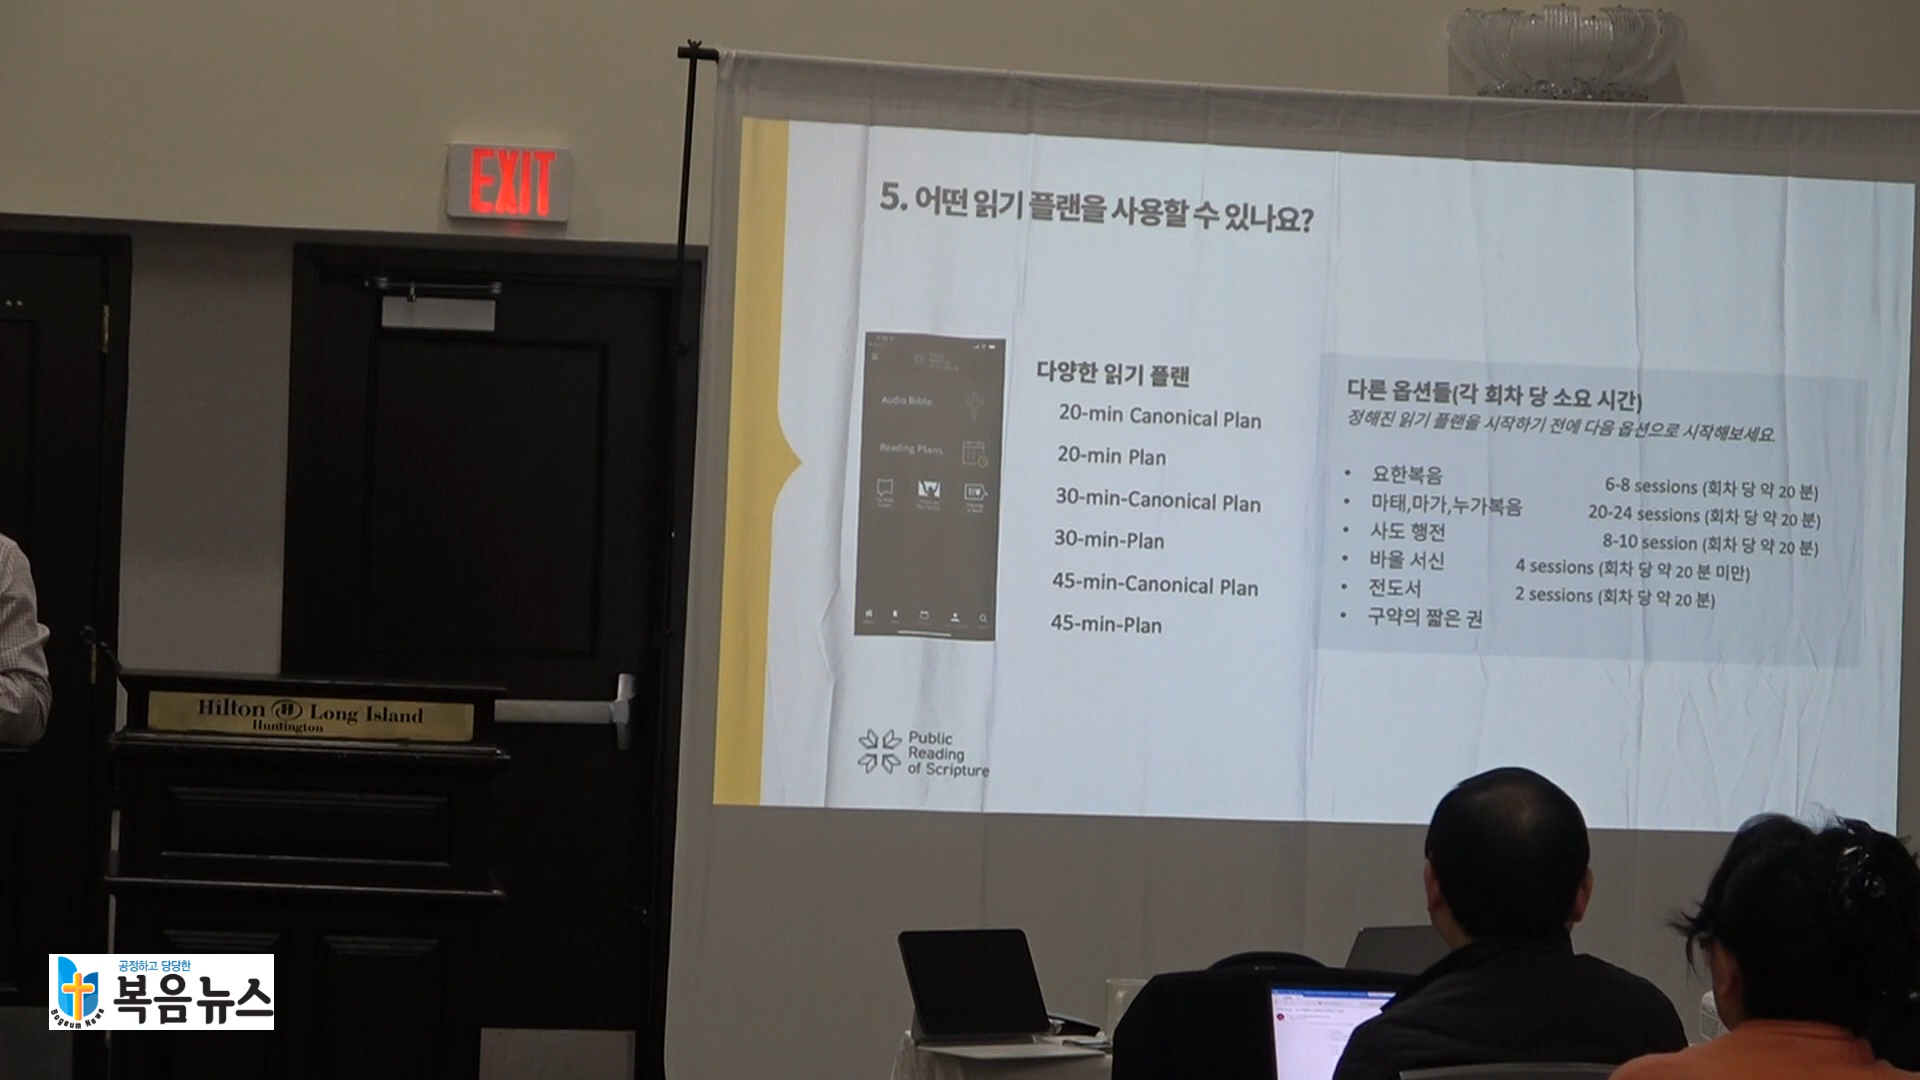 EXIT
5. 어떤 읽기 플랜을 사용할 수 있나요?
Audio Bible
Reading Plans
다양한 읽기 플랜
20-min Canonical Plan
20-min Plan
30-min-Canonical Plan
30-min-Plan
45-min-Canonical Plan
45-min-Plan
다른 옵션들(각 회차 당 소요 시간)
정해진 읽기 플랜을 시작하기 전에 다음 옵션으로 시작해보세요.
• 요한복음 6-8 sessions (회차 당 약 20 분)
• 마태,마가,누가복음 20-24 sessions (회차 당 약 20 분)
• 사도 행전 8-10 session (회차 당 약 20 분)
• 바울 서신 4 sessions (회차 당 약 20 분 미만)
• 전도서 2 sessions (회차 당 약 20 분)
• 구약의 짧은 권
Public
Reading
of Scripture
Hilton Long Island
Huntington
공정하고 당당한
복음뉴스
Bogeum News